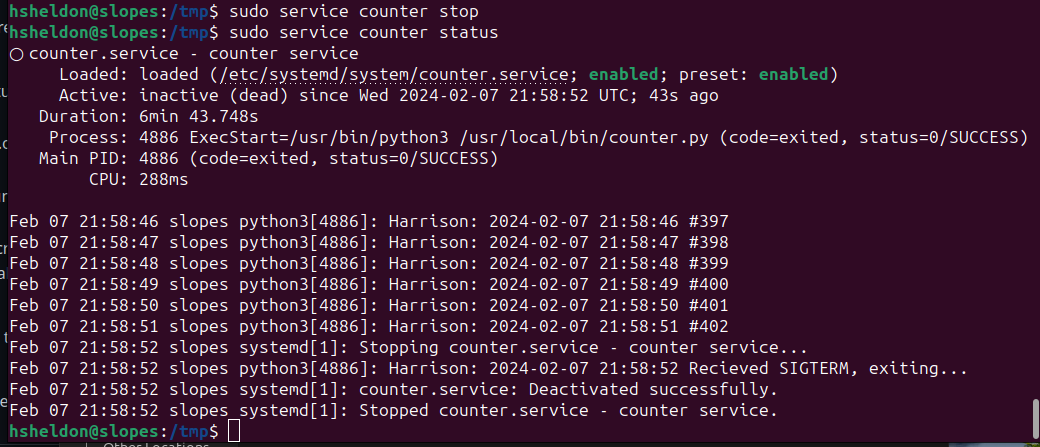 hsheldon@slopes:/tmp$ sudo service counter stop
hsheldon@slopes:/tmp$ sudo service counter status
○ counter.service - counter service
     Loaded: loaded (/etc/systemd/system/counter.service; enabled; preset: enabled)
     Active: inactive (dead) since Wed 2024-02-07 21:58:52 UTC; 43s ago
   Duration: 6min 43.748s
    Process: 4886 ExecStart=/usr/bin/python3 /usr/local/bin/counter.py (code=exited, status=0/SUCCESS)
   Main PID: 4886 (code=exited, status=0/SUCCESS)
        CPU: 288ms

Feb 07 21:58:46 slopes python3[4886]: Harrison: 2024-02-07 21:58:46 #397
Feb 07 21:58:47 slopes python3[4886]: Harrison: 2024-02-07 21:58:47 #398
Feb 07 21:58:48 slopes python3[4886]: Harrison: 2024-02-07 21:58:48 #399
Feb 07 21:58:49 slopes python3[4886]: Harrison: 2024-02-07 21:58:49 #400
Feb 07 21:58:50 slopes python3[4886]: Harrison: 2024-02-07 21:58:50 #401
Feb 07 21:58:51 slopes python3[4886]: Harrison: 2024-02-07 21:58:51 #402
Feb 07 21:58:52 slopes systemd[1]: Stopping counter.service - counter service...
Feb 07 21:58:52 slopes python3[4886]: Harrison: 2024-02-07 21:58:52 Recieved SIGTERM, exiting...
Feb 07 21:58:52 slopes systemd[1]: counter.service: Deactivated successfully.
Feb 07 21:58:52 slopes systemd[1]: Stopped counter.service - counter service.
hsheldon@slopes:/tmp$